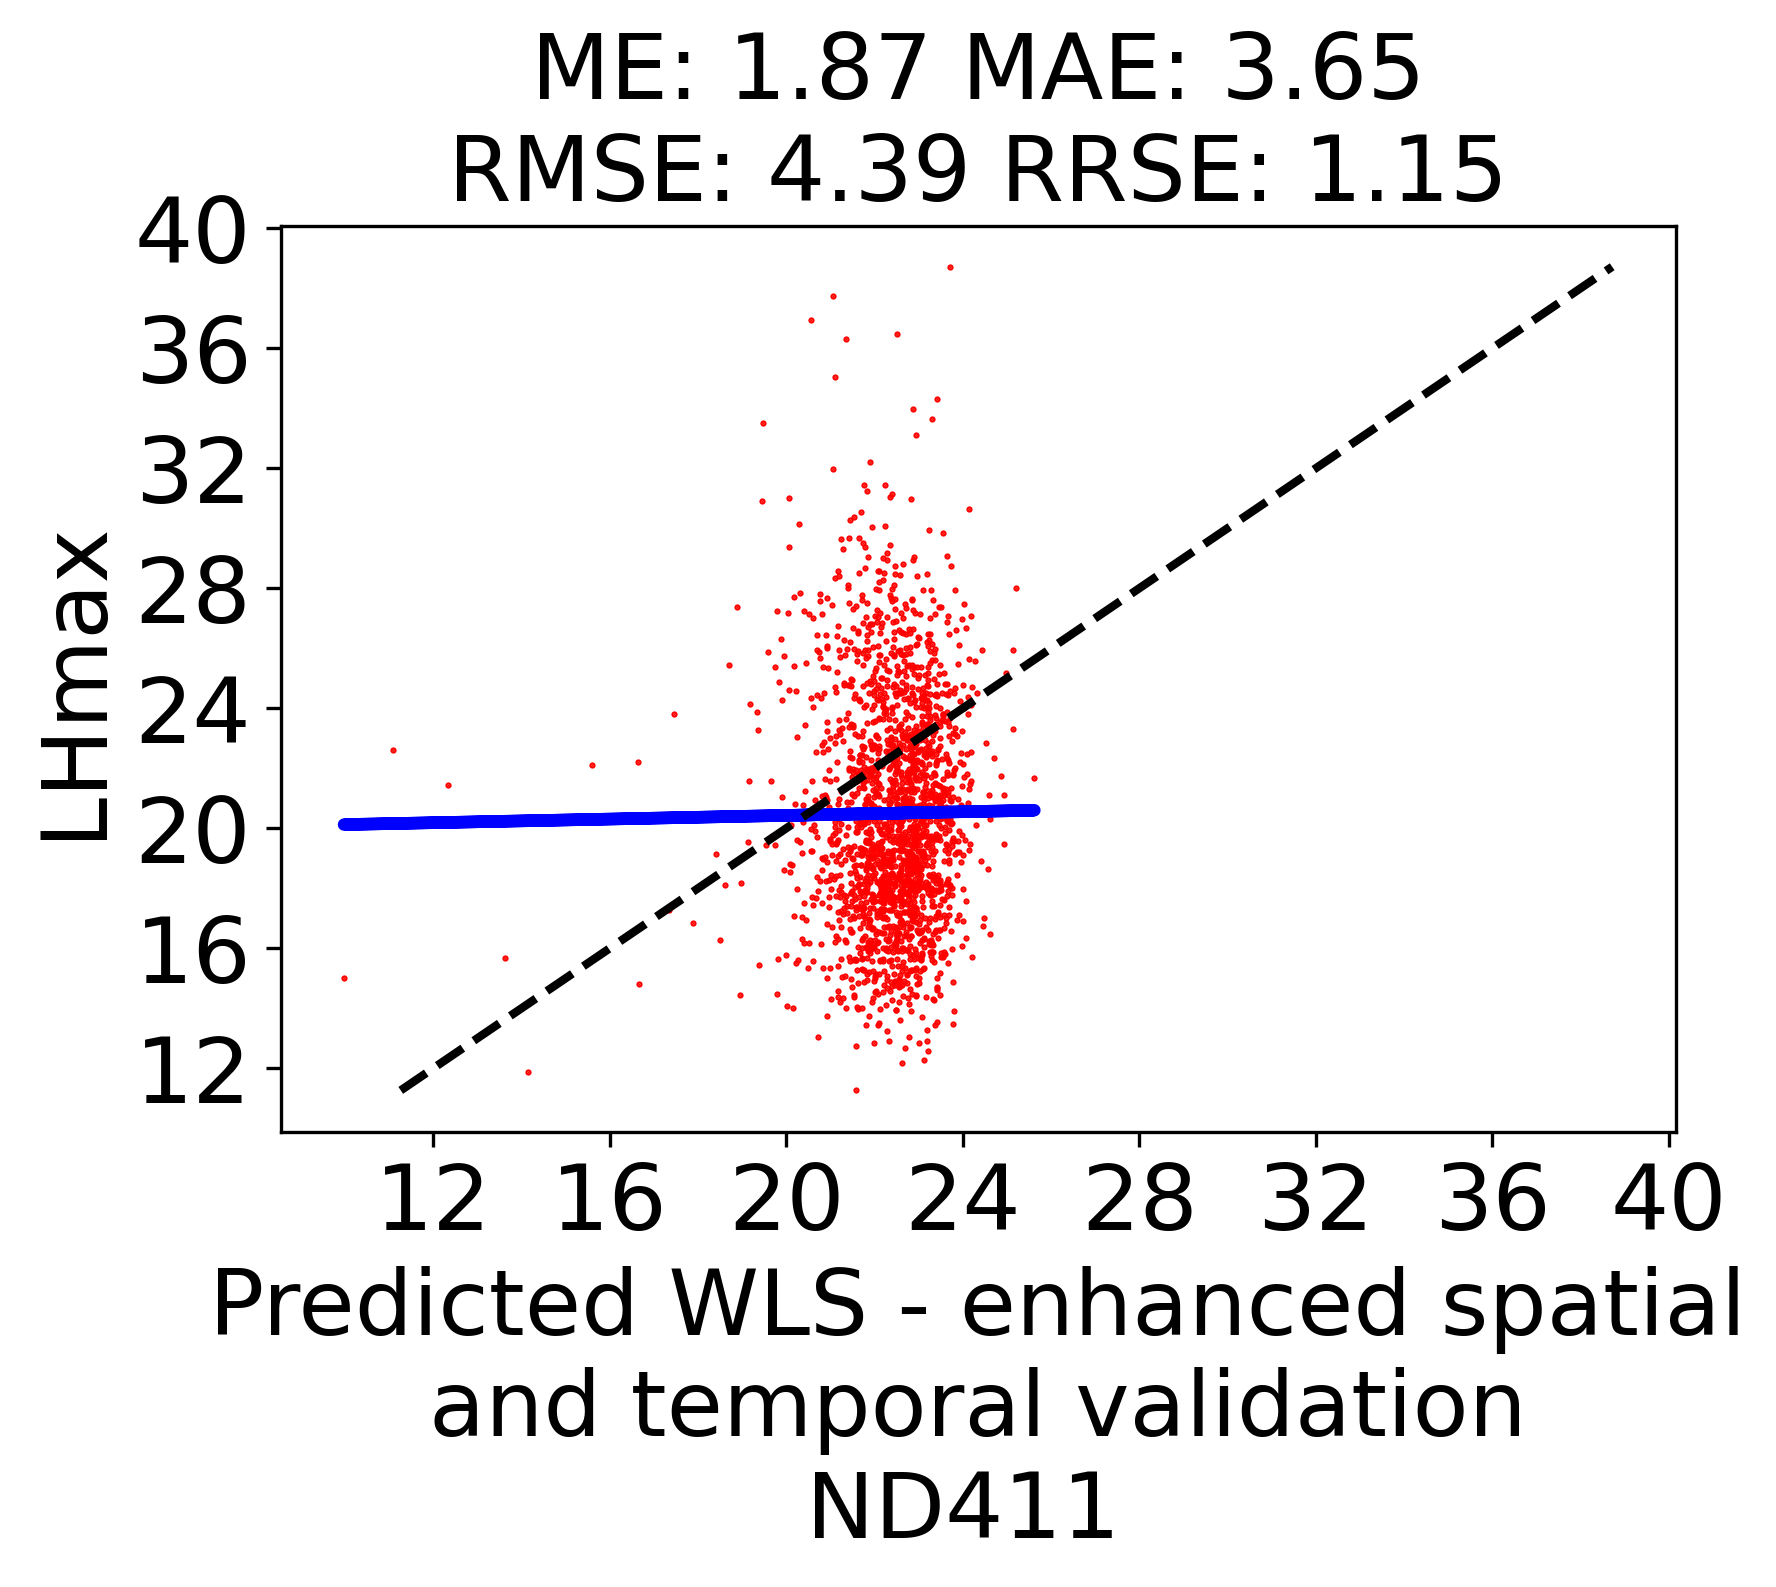 ME: 1.87 MAE: 3.65
RMSE: 4.39 RRSE: 1.15
40
36
32
28
24
20
16
12
LHmax
12 16 20 24 28 32 36 40
Predicted WLS - enhanced spatial
and temporal validation
ND411